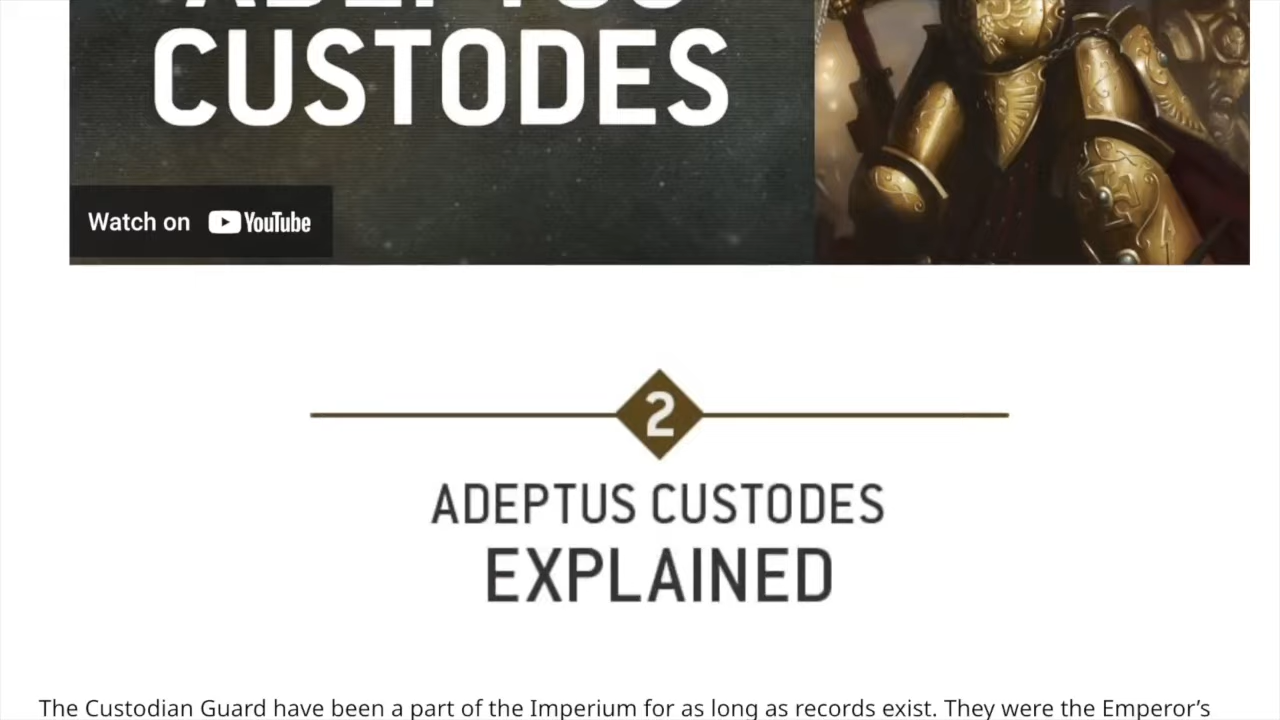 ADEPTUS
CUSTODES
Watch on YouTube
2
ADEPTUS CUSTODES
EXPLAINED
The Custodian Guard have been a part of the Imperium for as long as records exist. They were the Emperor’s